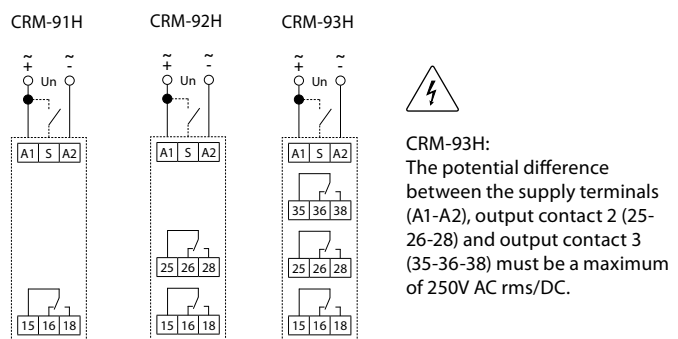 CRM-91H
CRM-92H
CRM-93H
~ ~
+ -
Un
~ ~
+ -
Un
~ ~
+ -
Un
A1 S A2
A1 S A2
A1 S A2
35 36 38
25 26 28
25 26 28
15 16 18
15 16 18
15 16 18
CRM-93H:
The potential difference
between the supply terminals
(A1-A2), output contact 2 (25-
26-28) and output contact 3
(35-36-38) must be a maximum
of 250V AC rms/DC.